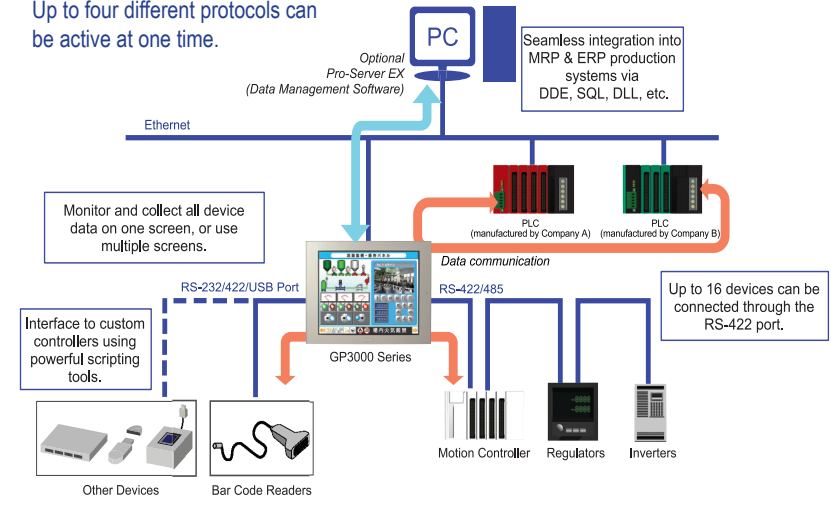 Up to four different protocols can
be active at one time.
PC
Optional
Pro-Server EX
(Data Management Software)
Seamless integration into
MRP & ERP production
systems via
DDE, SQL, DLL, etc.
Ethernet
Monitor and collect all device
data on one screen, or use
multiple screens.
PLC
(manufactured by Company A)
PLC
(manufactured by Company B)
Data communication
RS-232/422/USB Port
RS-422/485
Up to 16 devices can be
connected through the
RS-422 port.
Interface to custom
controllers using
powerful scripting
tools.
GP3000 Series
Motion Controller
Regulators
Inverters
Other Devices
Bar Code Readers